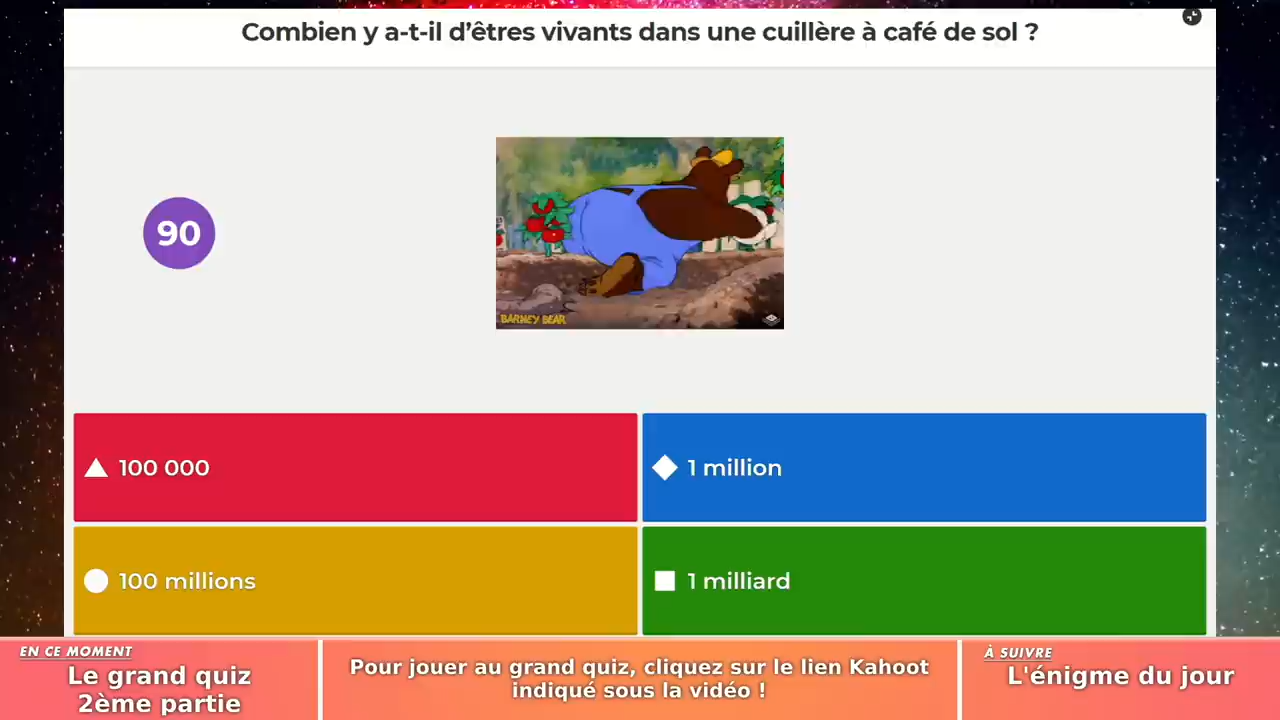 Combien y a-t-il d’êtres vivants dans une cuillère à café de sol ?
90
BARNEY BEAR
100 000
1 million
100 millions
1 milliard
EN CE MOMENT
Le grand quiz
2ème partie
Pour jouer au grand quiz, cliquez sur le lien Kahoot
indiqué sous la vidéo !
À SUIVRE
L'énigme du jour